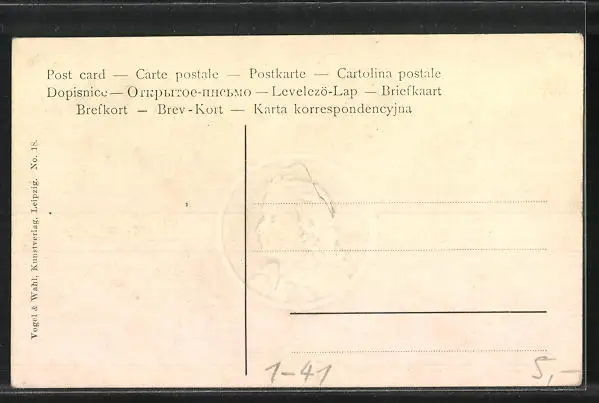 Post card — Carte postale — Postkarte — Cartolina postale
Dopisnice — Открытое-письмо — Levelezö-Lap — Briefkaart
Brefkort — Brev-Kort — Karta korrespondencyjna
Vogel & Wahl, Kunstverlag, Leipzig. No. 18.
1-41
5,-